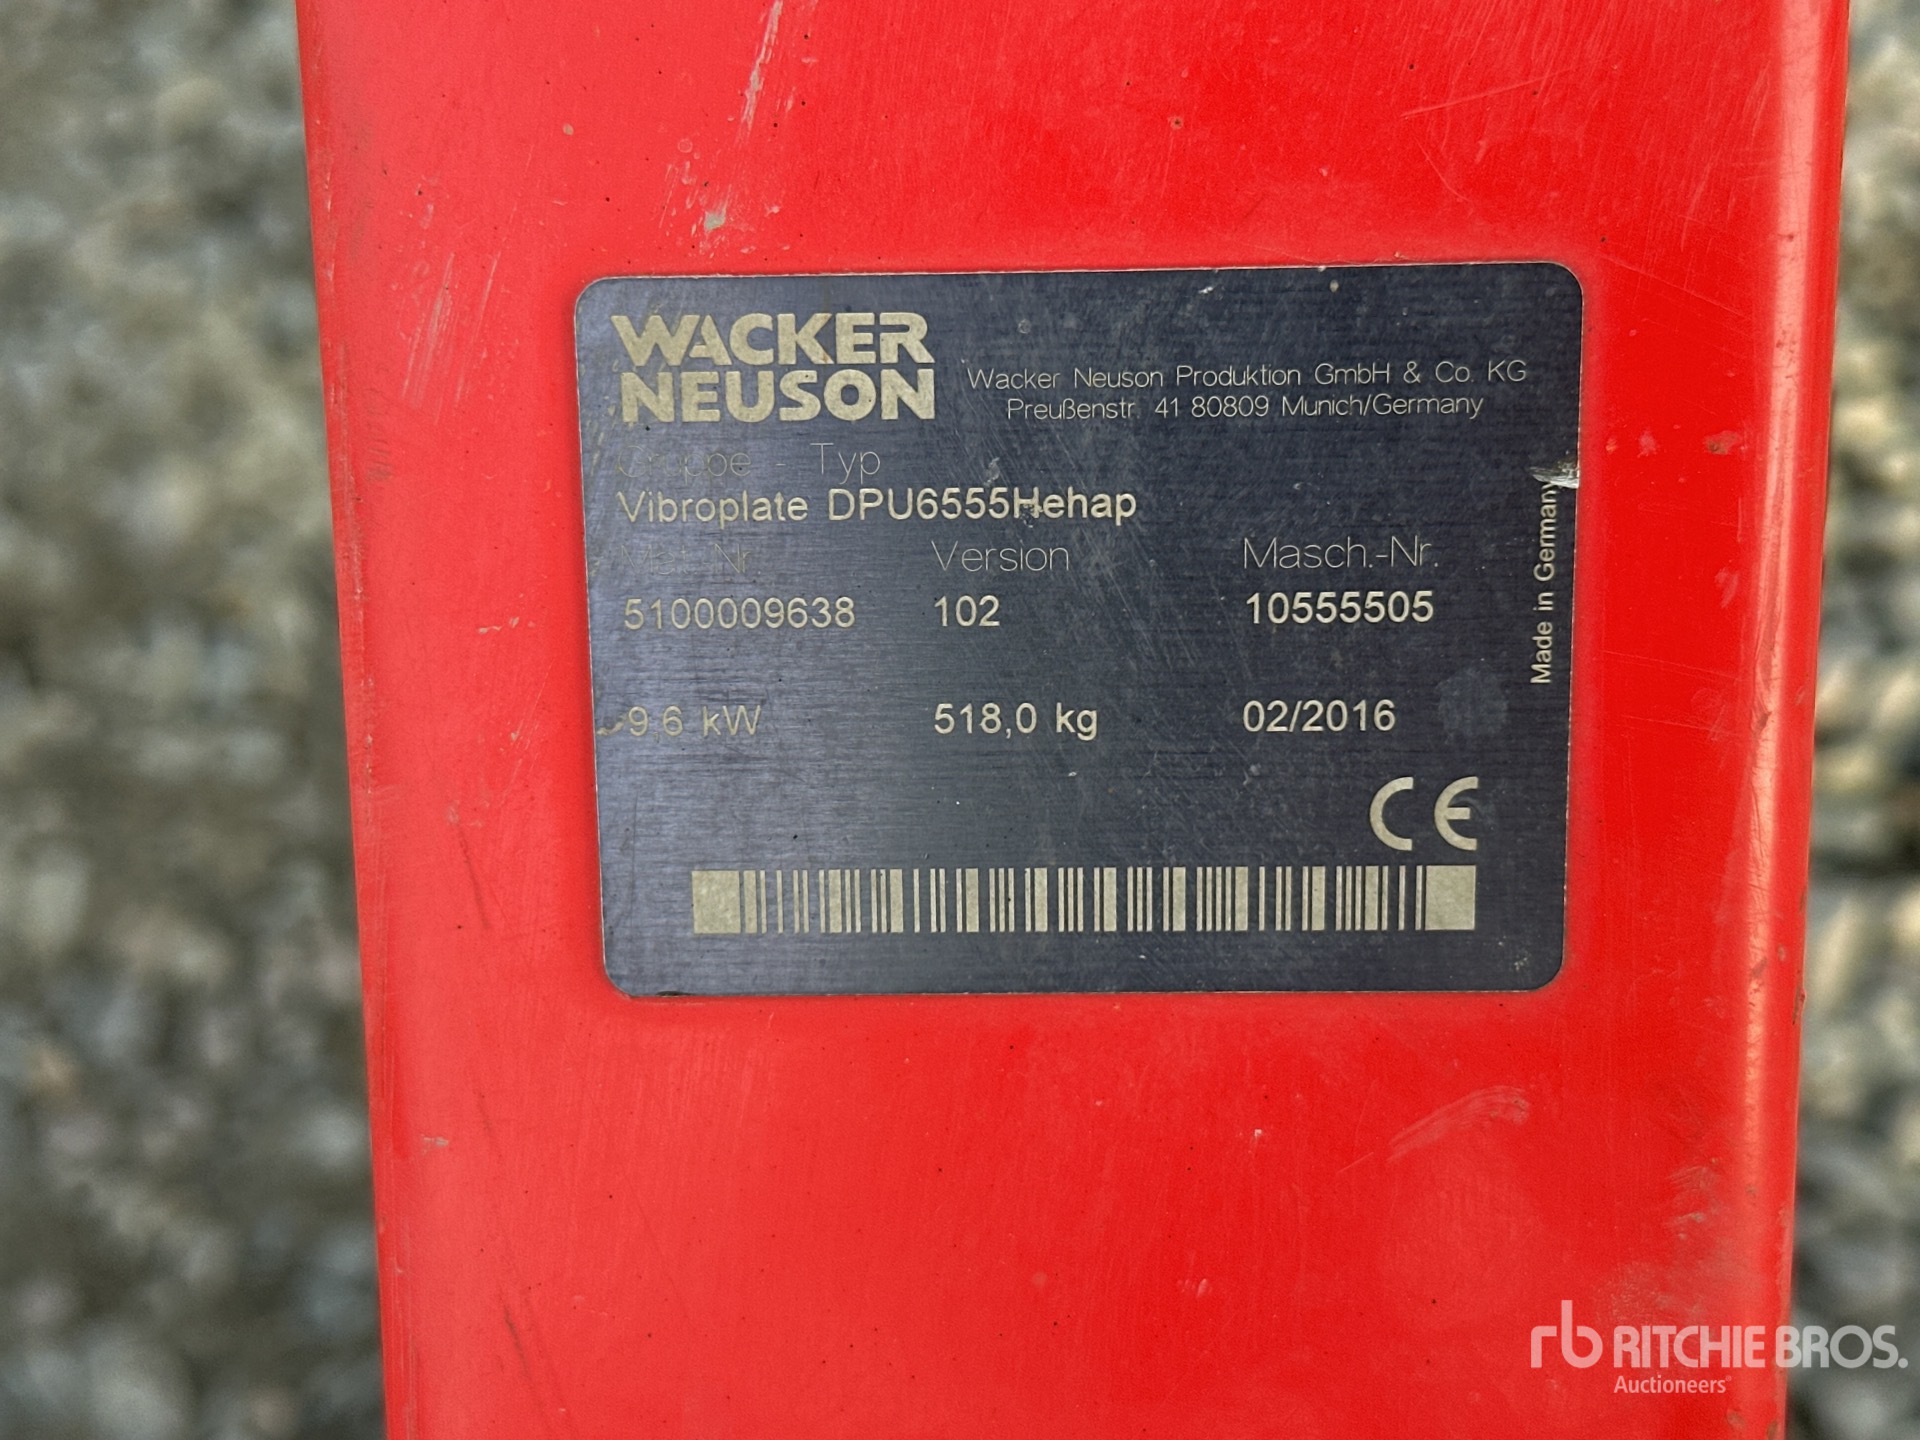 WACKER
NEUSON
Wacker Neuson Produktion GmbH & Co. KG
Preußenstr. 41 80809 Munich/Germany
Gruppe - Typ
Vibroplate DPU6555Hehap
Mat.-Nr. Version Masch.-Nr.
5100009638 102 10555505
9,6 kW 518,0 kg 02/2016
Made in Germany
CE
rb RITCHIE BROS.
Auctioneers